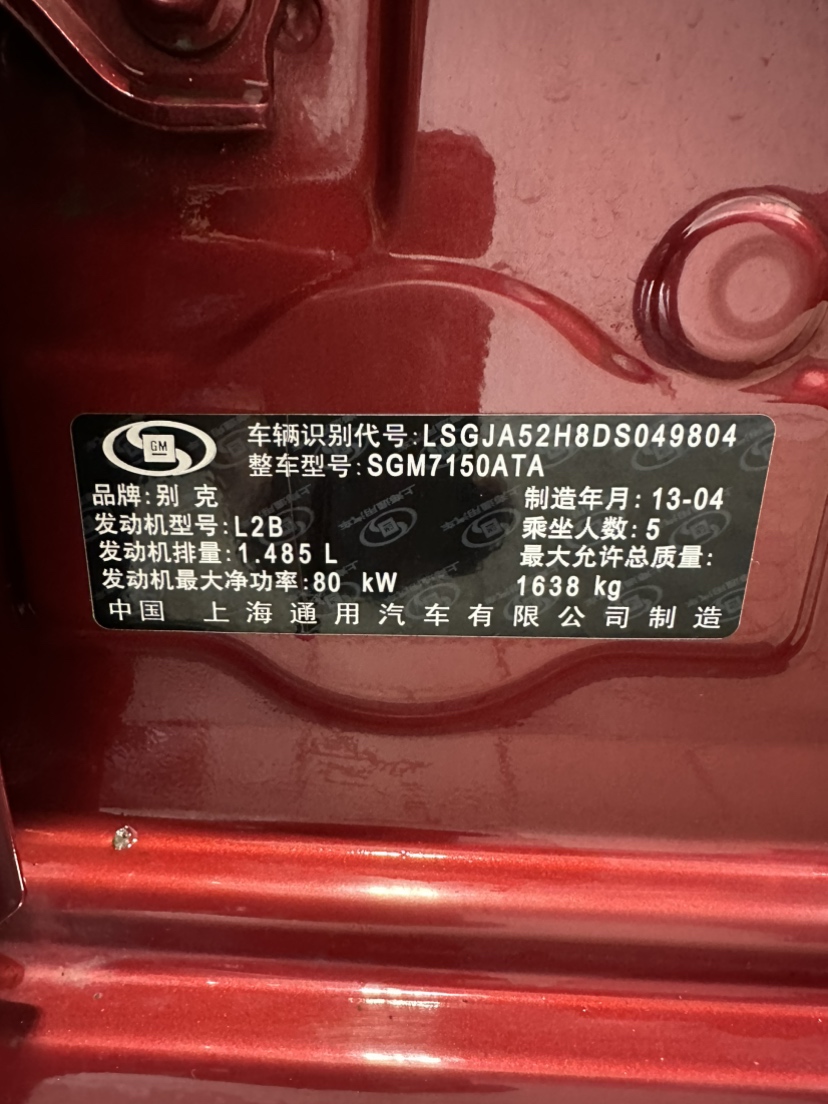 GM
车辆识别代号:LSGJA52H8DS049804
整车型号:SGM7150ATA
品牌:别 克
制造年月:13-04
发动机型号:L2B
乘坐人数:5
发动机排量:1.485 L
最大允许总质量:
发动机最大净功率:80 kW
1638 kg
中国 上海通用汽车有限公司制造